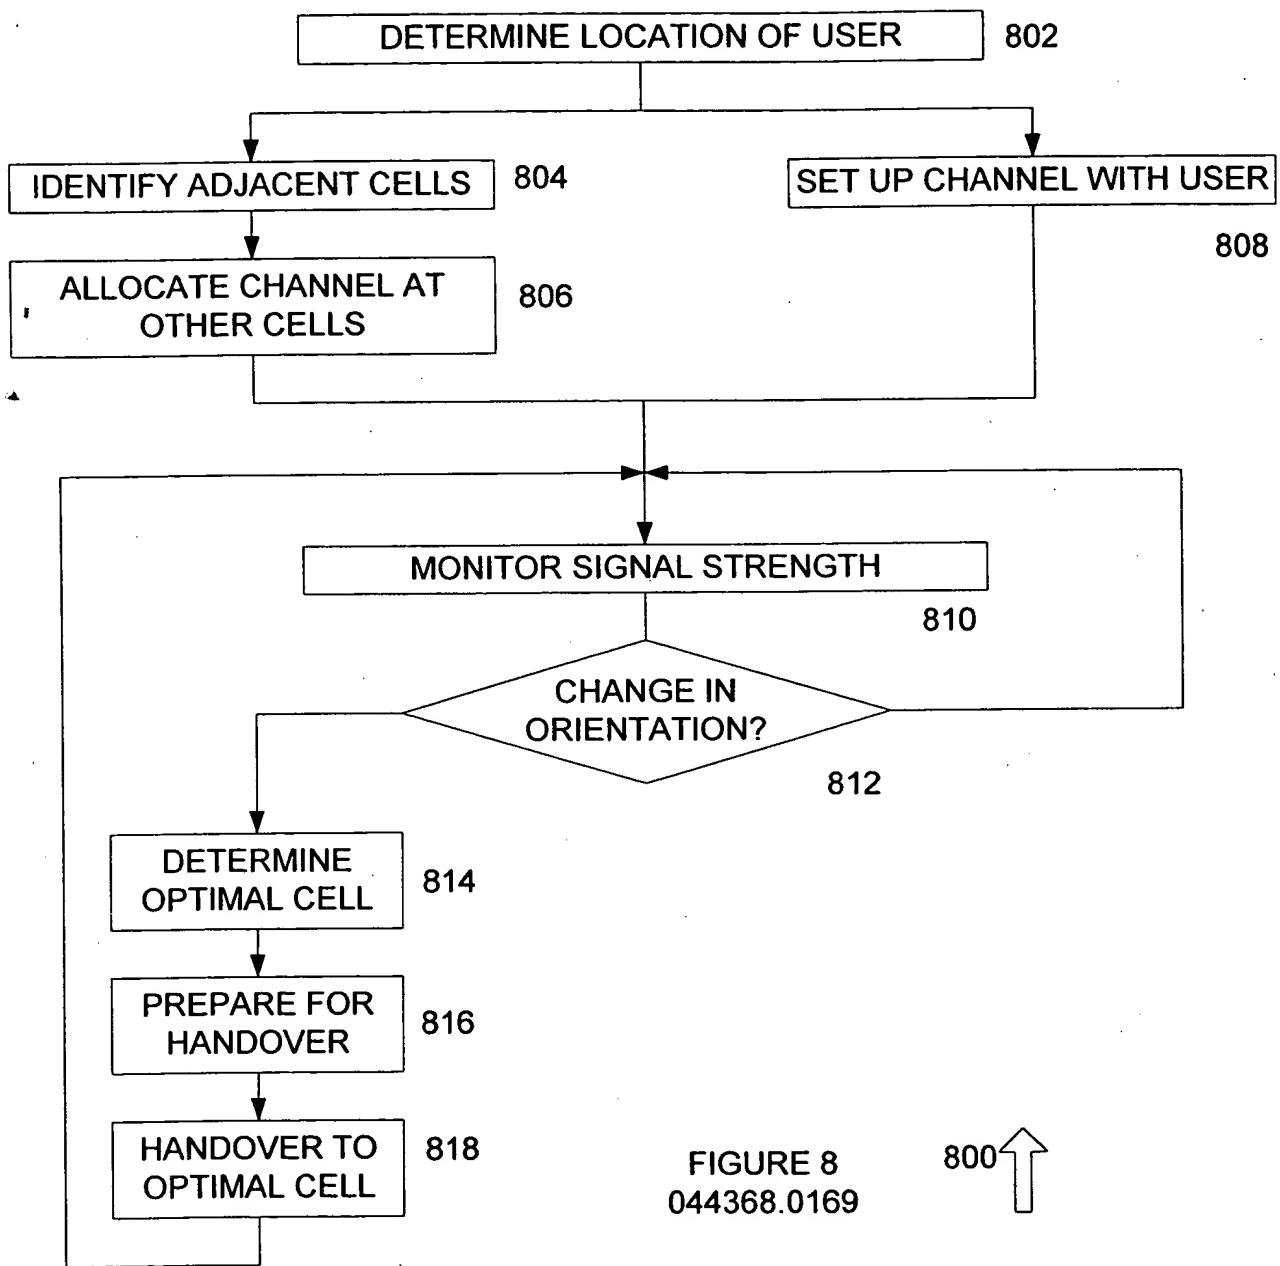 DETERMINE LOCATION OF USER
802
IDENTIFY ADJACENT CELLS
804
SET UP CHANNEL WITH USER
808
ALLOCATE CHANNEL AT
OTHER CELLS
806
MONITOR SIGNAL STRENGTH
810
CHANGE IN
ORIENTATION?
812
DETERMINE
OPTIMAL CELL
814
PREPARE FOR
HANDOVER
816
HANDOVER TO
OPTIMAL CELL
818
FIGURE 8
044368.0169
800